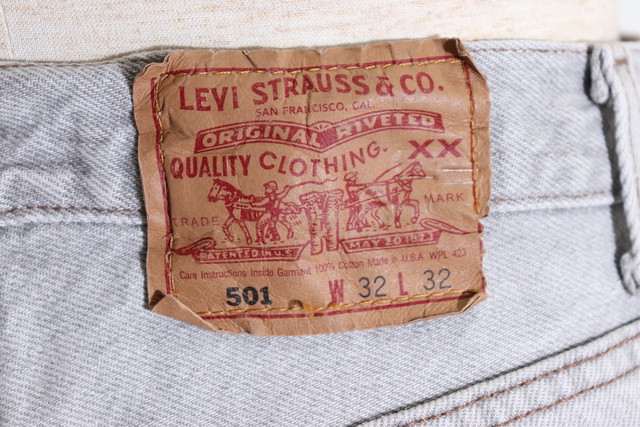 LEVI STRAUSS & CO.
SAN FRANCISCO, CAL.
ORIGINAL RIVETED
QUALITY CLOTHING. XX
TRADE MARK
PATENTED IN U.S. MAY 20 1873
Care Instructions Inside Garment 100% Cotton Made in U.S.A. WPL 423
501 W 32 L 32